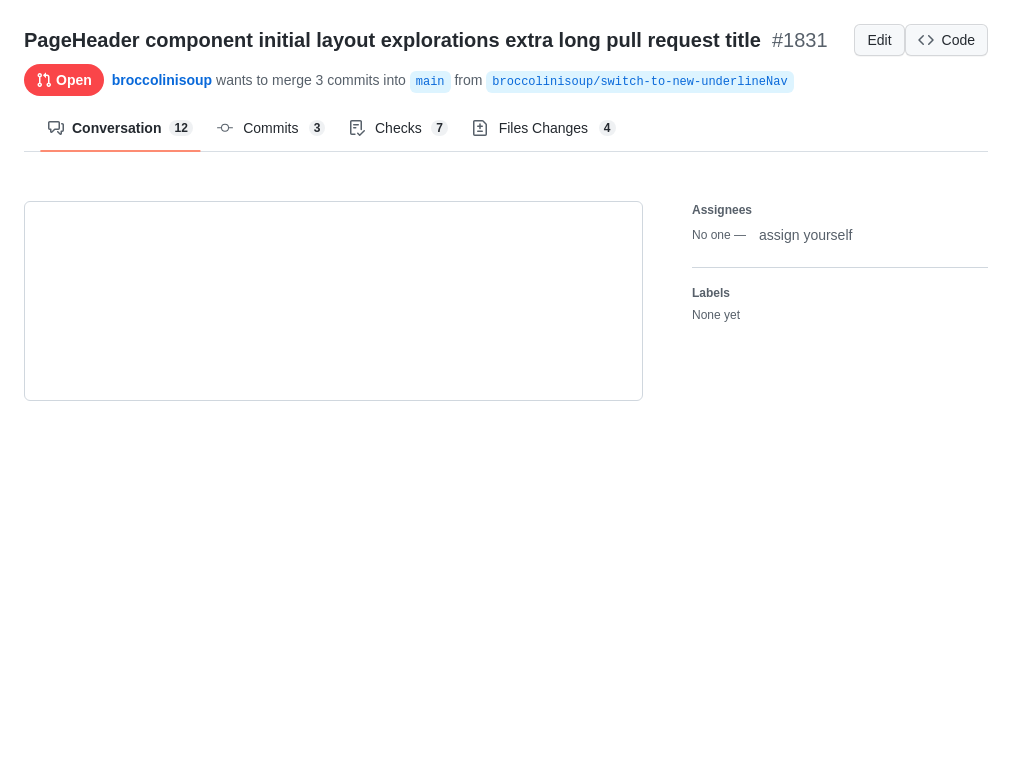 PageHeader component initial layout explorations extra long pull request title #1831 Edit Code
Open broccolinisoup wants to merge 3 commits into main from broccolinisoup/switch-to-new-underlineNav
Conversation 12 Commits 3 Checks 7 Files Changes 4
Assignees
No one — assign yourself
Labels
None yet